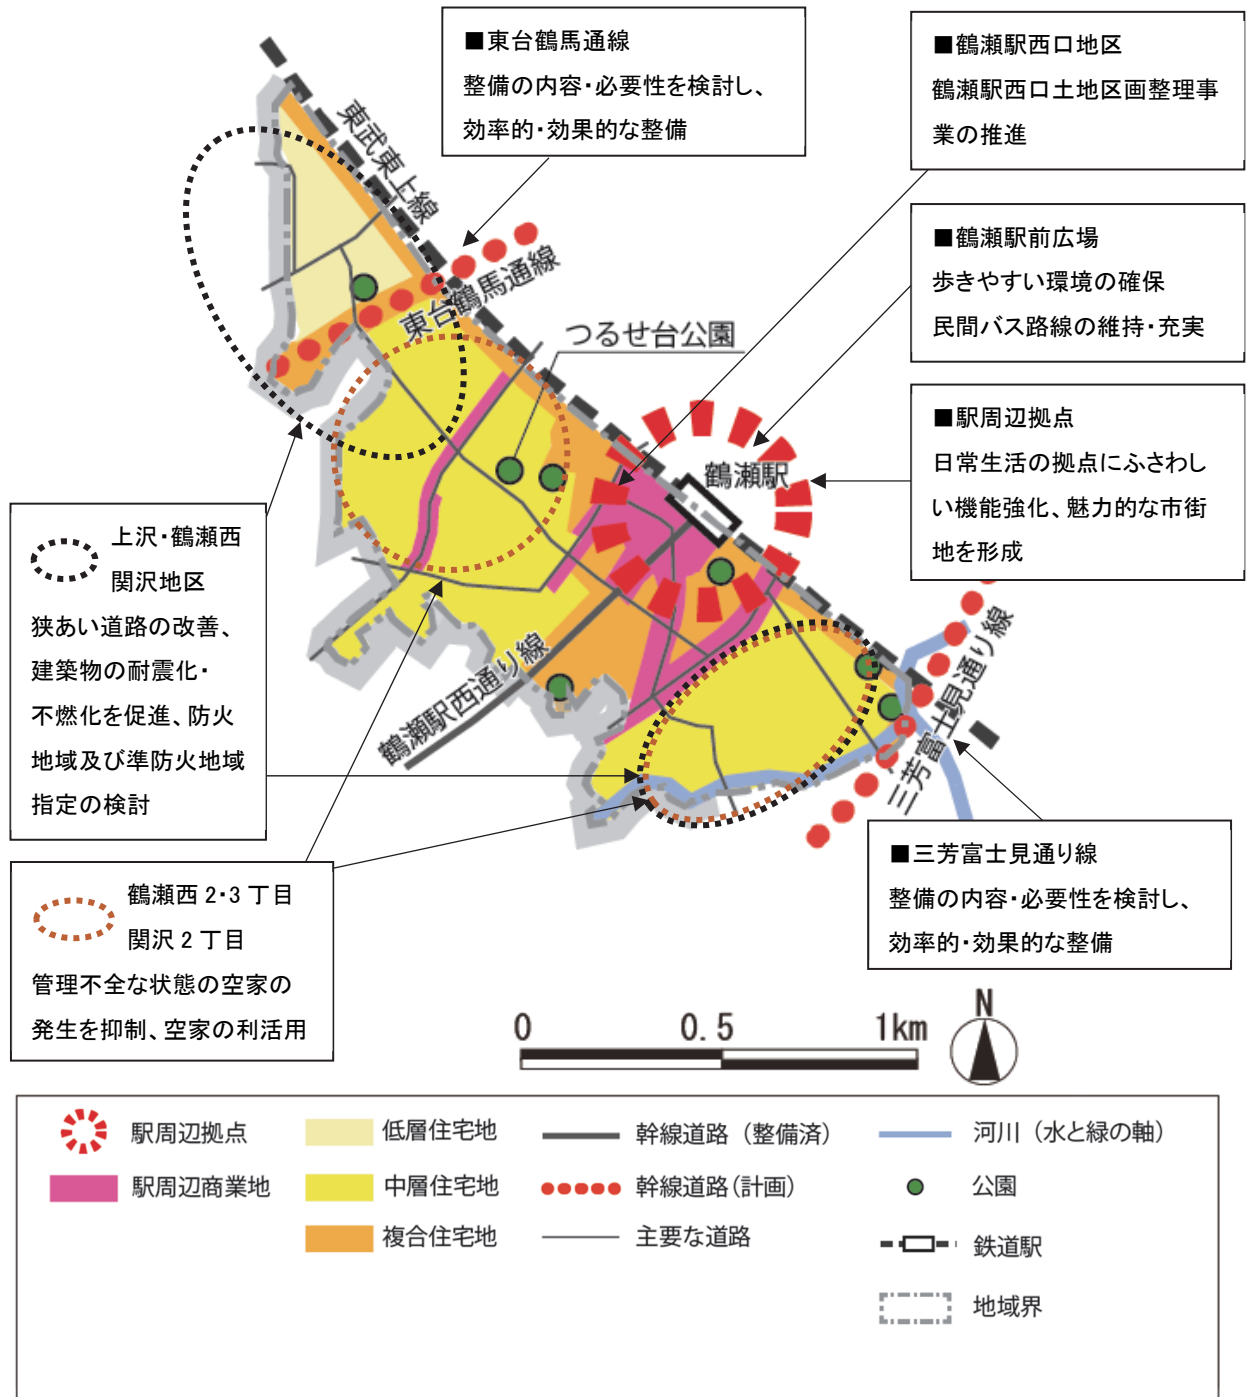 ■東台鶴馬通線
整備の内容・必要性を検討し、
効率的・効果的な整備
■鶴瀬駅西口地区
鶴瀬駅西口土地区画整理事
業の推進
■鶴瀬駅前広場
歩きやすい環境の確保
民間バス路線の維持・充実
■駅周辺拠点
日常生活の拠点にふさわし
い機能強化、魅力的な市街
地を形成
東武東上線
東台鶴馬通線
つるせ台公園
鶴瀬駅
鶴瀬駅西通り線
三芳富士見通り線
上沢・鶴瀬西
関沢地区
狭あい道路の改善、
建築物の耐震化・
不燃化を促進、防火
地域及び準防火地域
指定の検討
鶴瀬西 2・3 丁目
関沢 2 丁目
管理不全な状態の空家の
発生を抑制、空家の利活用
■三芳富士見通り線
整備の内容・必要性を検討し、
効率的・効果的な整備
0 0.5 1km
N
駅周辺拠点
駅周辺商業地
低層住宅地
中層住宅地
複合住宅地
幹線道路（整備済）
幹線道路(計画)
主要な道路
河川（水と緑の軸）
公園
鉄道駅
地域界